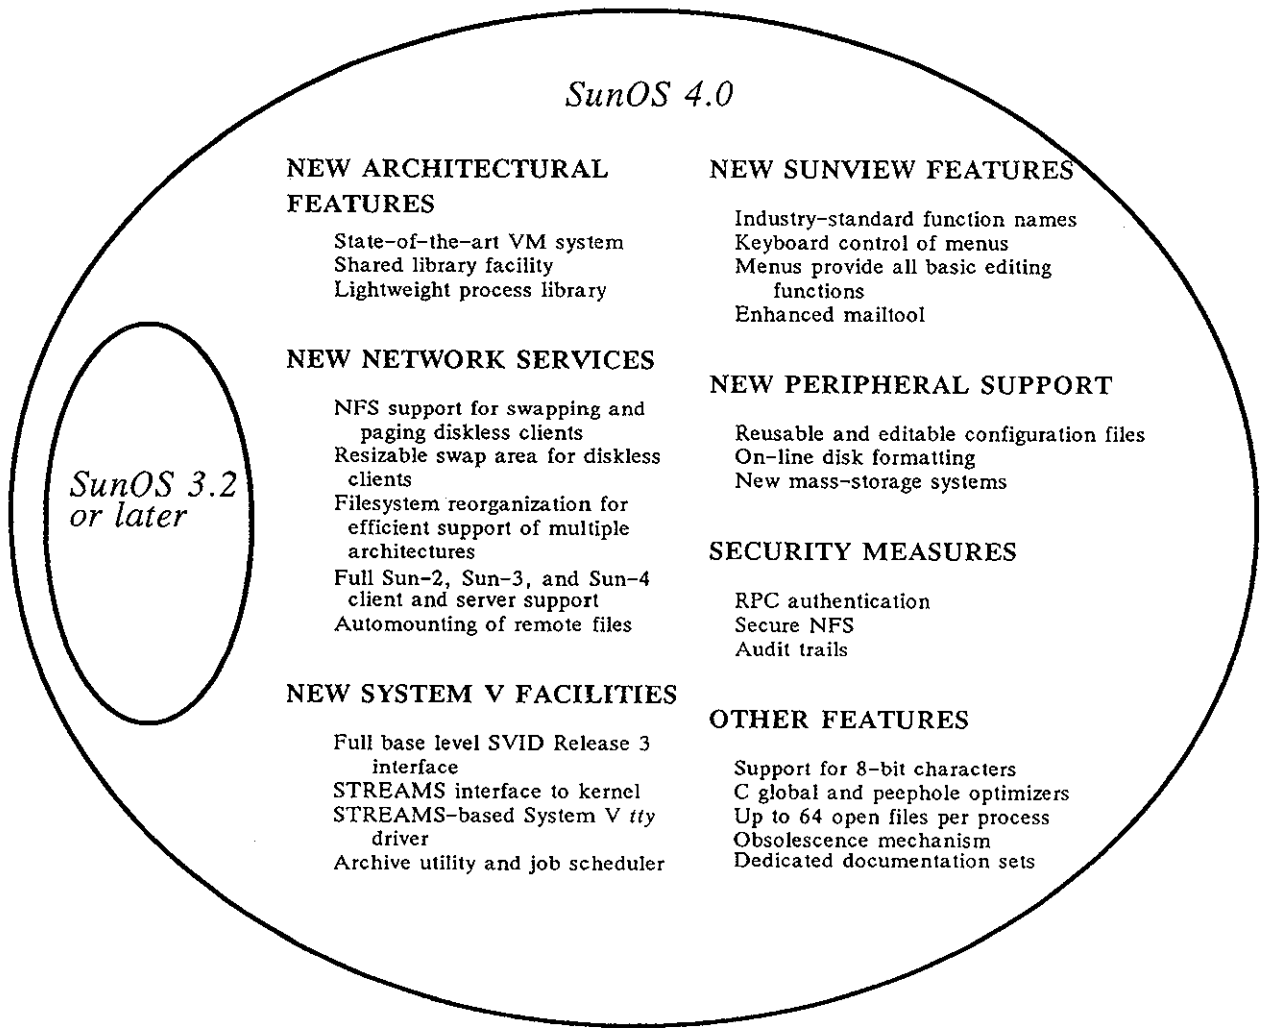 SunOS 4.0
NEW ARCHITECTURAL
FEATURES
State-of-the-art VM system
Shared library facility
Lightweight process library
NEW NETWORK SERVICES
NFS support for swapping and
paging diskless clients
Resizable swap area for diskless
clients
Filesystem reorganization for
efficient support of multiple
architectures
Full Sun-2, Sun-3, and Sun-4
client and server support
Automounting of remote files
NEW SYSTEM V FACILITIES
Full base level SVID Release 3
interface
STREAMS interface to kernel
STREAMS-based System V tty
driver
Archive utility and job scheduler
NEW SUNVIEW FEATURES
Industry-standard function names
Keyboard control of menus
Menus provide all basic editing
functions
Enhanced mailtool
NEW PERIPHERAL SUPPORT
Reusable and editable configuration files
On-line disk formatting
New mass-storage systems
SECURITY MEASURES
RPC authentication
Secure NFS
Audit trails
OTHER FEATURES
Support for 8-bit characters
C global and peephole optimizers
Up to 64 open files per process
Obsolescence mechanism
Dedicated documentation sets
SunOS 3.2
or later